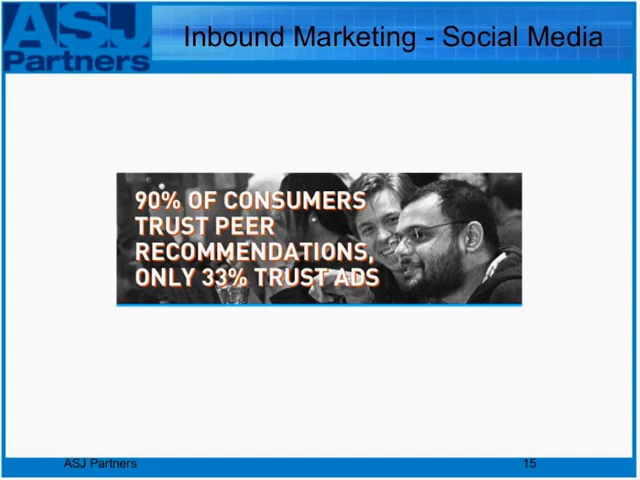 ASJ
Partners
Inbound Marketing - Social Media
90% OF CONSUMERS
TRUST PEER
RECOMMENDATIONS,
ONLY 33% TRUST ADS
ASJ Partners
15